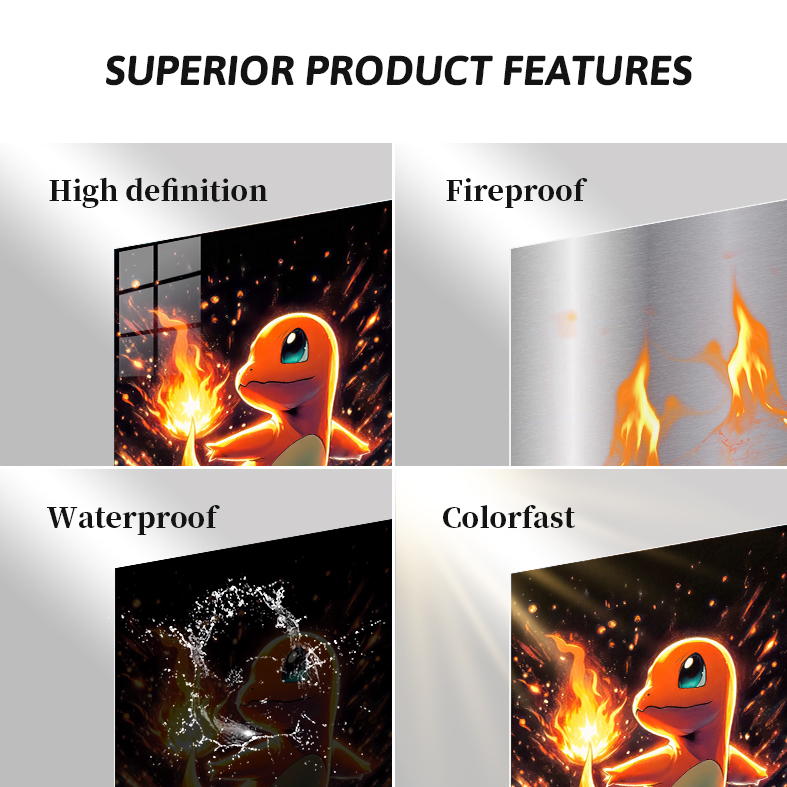 SUPERIOR PRODUCT FEATURES
High definition
Fireproof
Waterproof
Colorfast